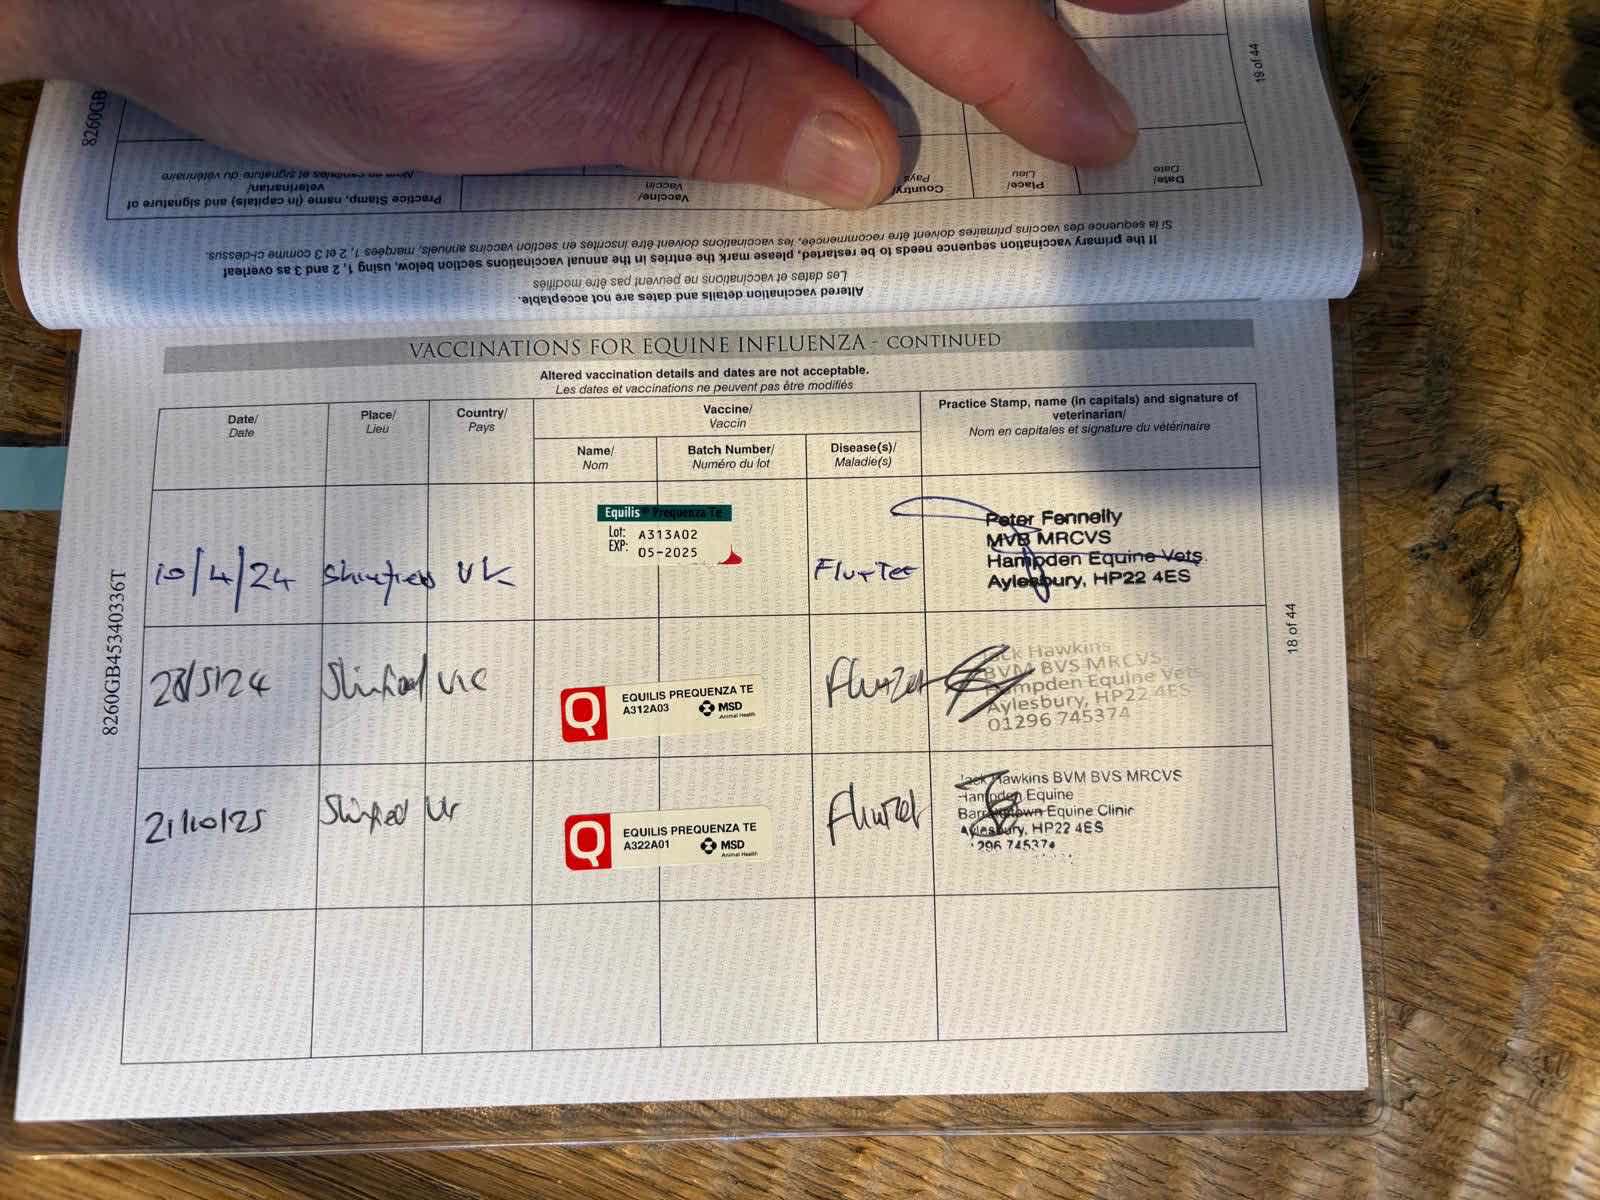 8260GB
19 of 44
Practice Stamp, name (in capitals) and signature of
veterinarian/
Nom en capitales et signature du vétérinaire
Vaccine/
Vaccin
Country/
Pays
Place/
Lieu
Date/
Date
If the primary vaccination sequence needs to be restarted, please mark the entries in the annual vaccinations section below, using 1, 2 and 3 as overleaf
Si la séquence des vaccins primaires doivent être recommencée, les vaccinations doivent être inscrites en section vaccins annuels, marquées 1, 2 et 3 comme ci-dessus.
Altered vaccination details and dates are not acceptable.
Les dates et vaccinations ne peuvent pas être modifiés
VACCINATIONS FOR EQUINE INFLUENZA - CONTINUED
Altered vaccination details and dates are not acceptable.
Les dates et vaccinations ne peuvent pas être modifiés
Date/
Date
Place/
Lieu
Country/
Pays
Vaccine/
Vaccin
Name/
Nom
Batch Number/
Numéro du lot
Disease(s)/
Maladie(s)
Practice Stamp, name (in capitals) and signature of
veterinarian/
Nom en capitales et signature du vétérinaire
10/4/24 UK
Equilis® Prequenza Te
Lot: A313A02
EXP: 05-2025
Peter Fennelly
MVB MRCVS
Hampden Equine Vets.
Aylesbury, HP22 4ES
28/5/24
EQUILIS PREQUENZA TE
A312A03 MSD
Animal Health
Hawkins
BVM BVS MRCVS
Equine Vets
Aylesbury, HP22 4ES
01296 745374
21/10/25
EQUILIS PREQUENZA TE
A322A01 MSD
Animal Health
Jack Hawkins BVM BVS MRCVS
Hampden Equine
Equine Clinic
Aylesbury, HP22 4ES
8260GB45340336T
18 of 44